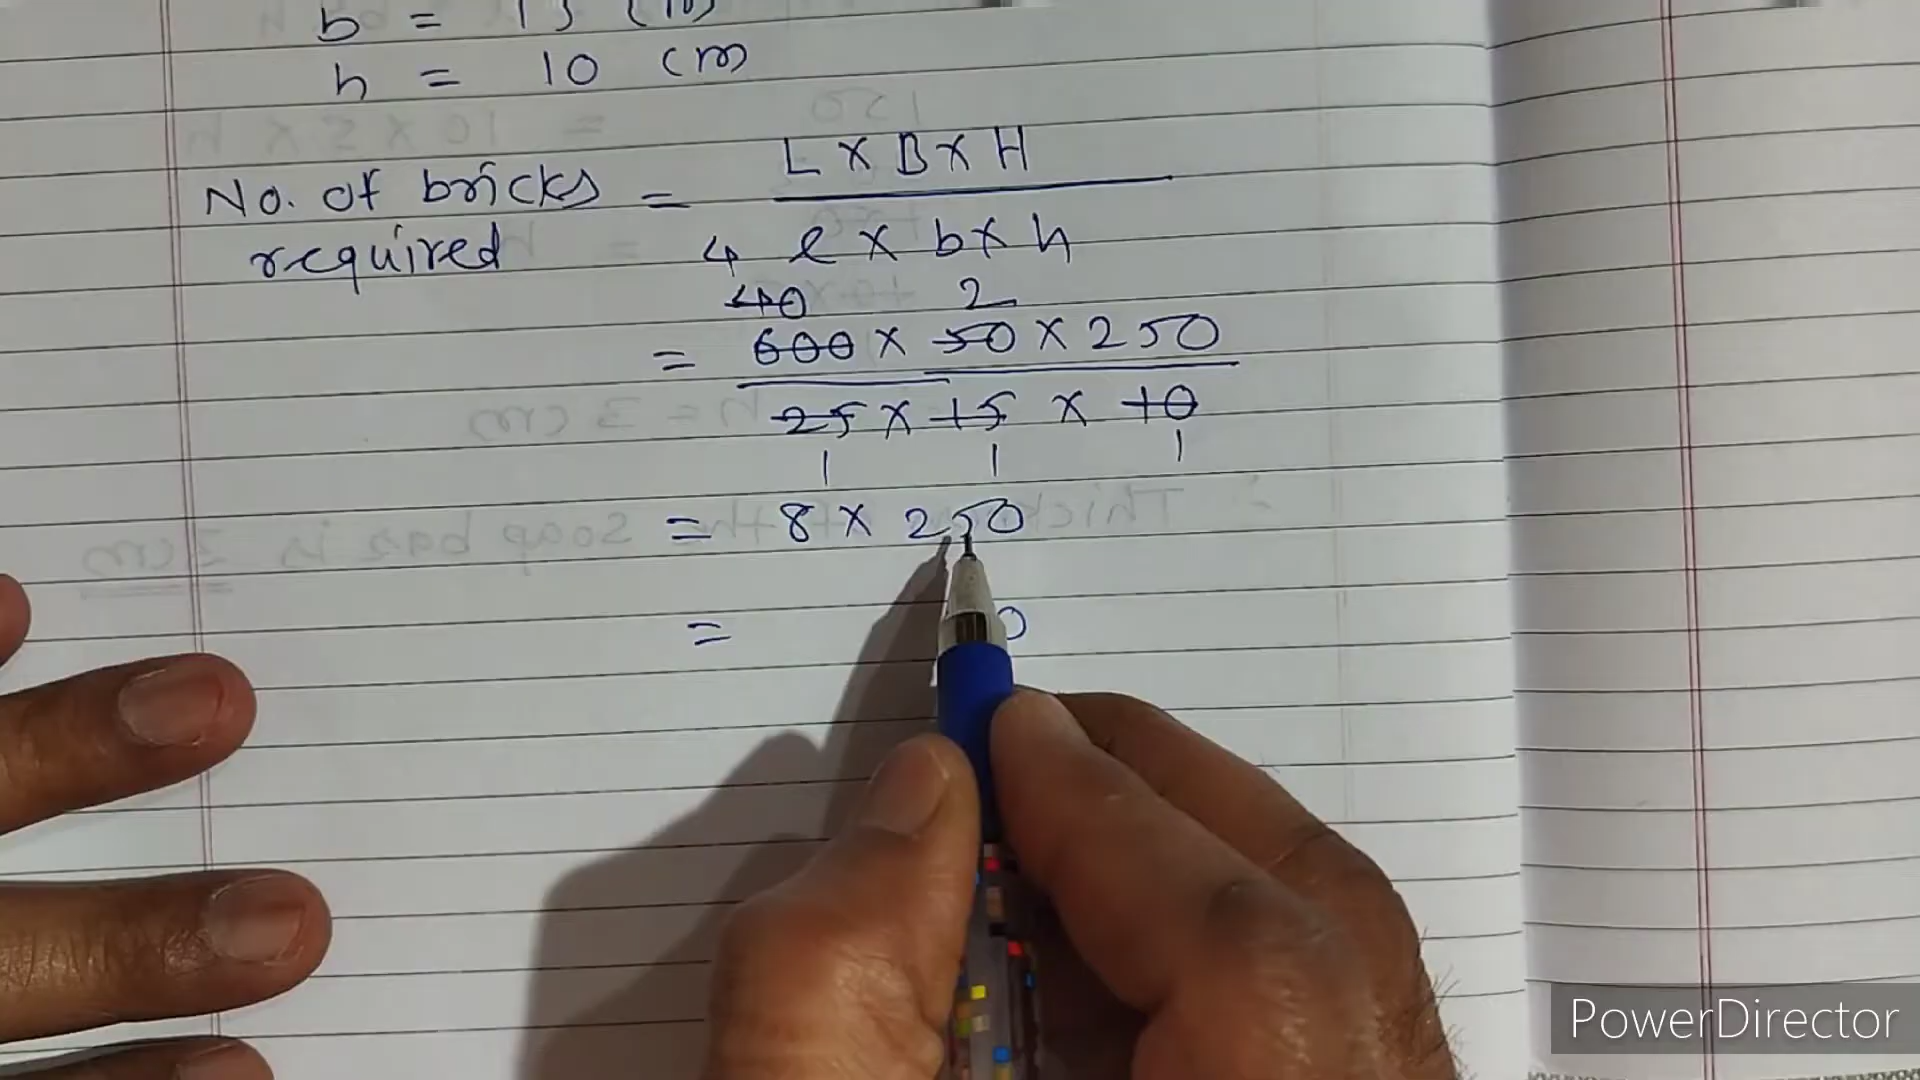 b = 15 cm
h = 10 cm
No. of bricks required = L x B x H
l x b x h
4
40 2
= 600 x 50 x 250
25 x 15 x 10
1 1 1
= 8 x 250
= 0
PowerDirector